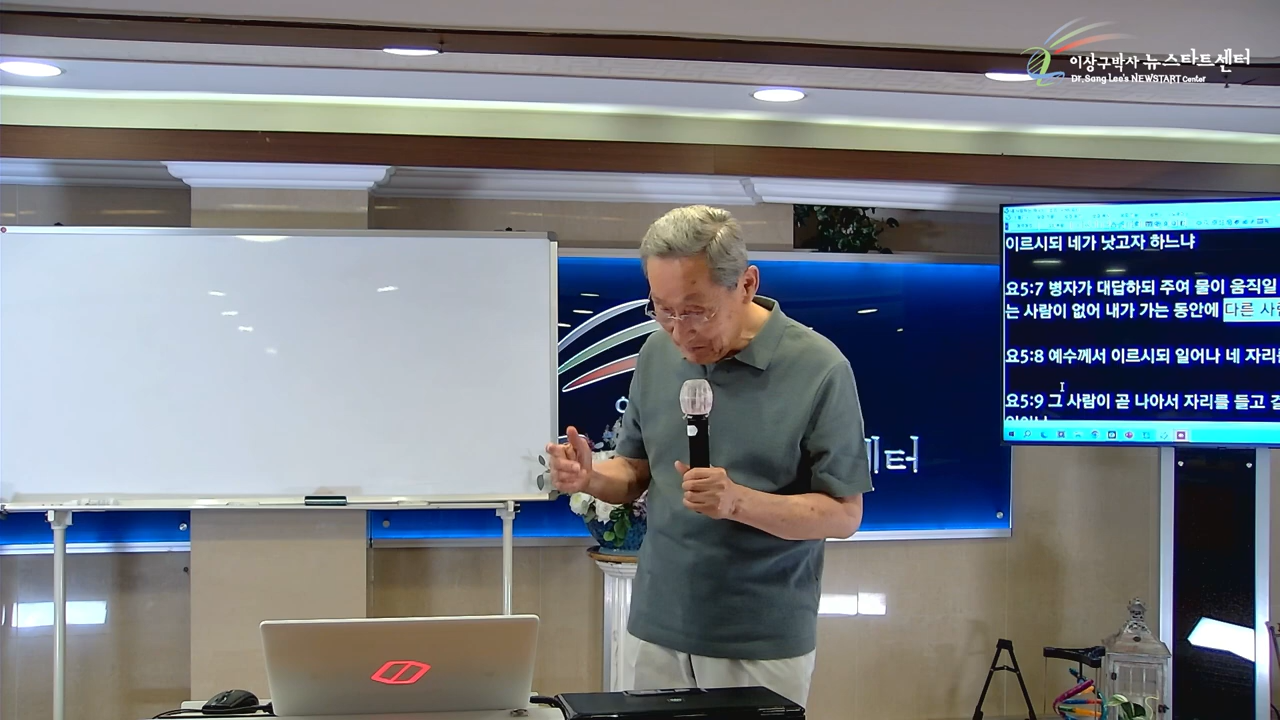 이상구박사 뉴스타트센터
Dr. Sang Lee's NEWSTART Center
이르시되 네가 낫고자 하느냐
요5:7 병자가 대답하되 주여 물이 움직일
는 사람이 없어 내가 가는 동안에 다른 사람
요5:8 예수께서 이르시되 일어나 네 자리를
요5:9 그 사람이 곧 나아서 자리를 들고 걸
터